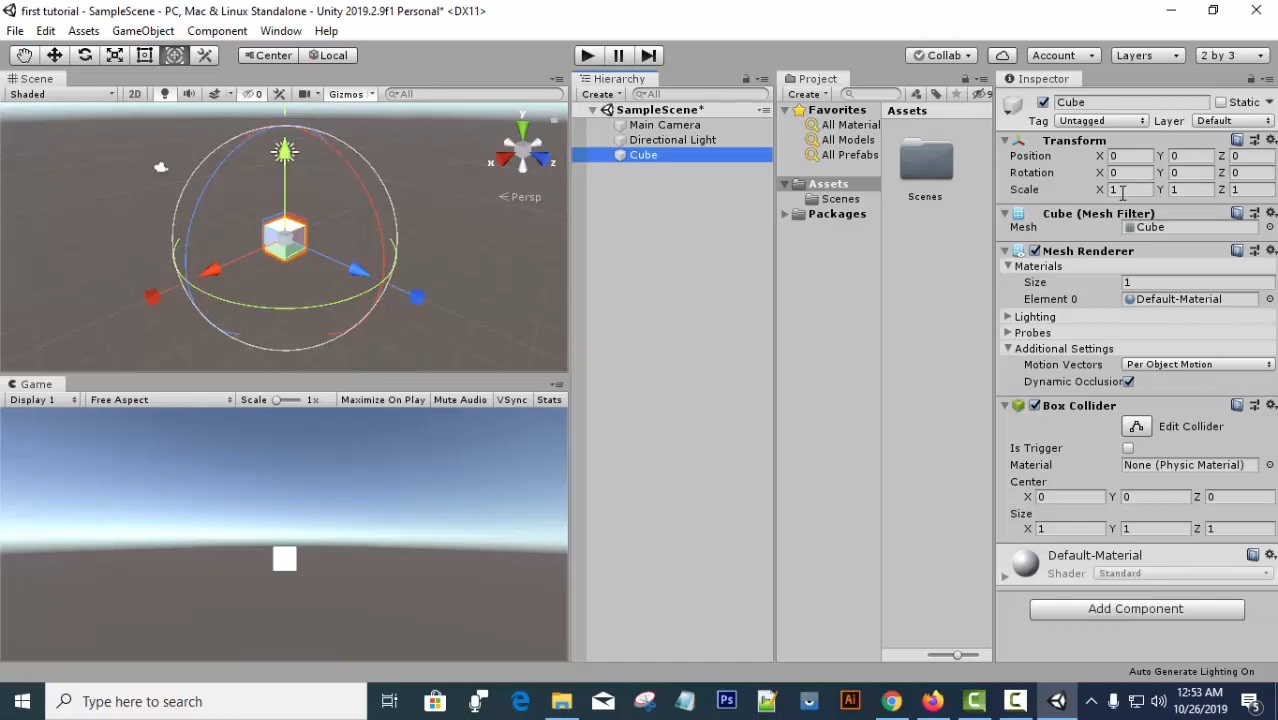 first tutorial - SampleScene - PC, Mac & Linux Standalone - Unity 2019.2.9f1 Personal* <DX11>
File Edit Assets GameObject Component Window Help
Center Local Collab Account Layers 2 by 3
Scene
Shaded 2D 0 Gizmos All
y
x
z
Persp
Game
Display 1 Free Aspect Scale 1x Maximize On Play Mute Audio VSync Stats
Hierarchy
Create All
SampleScene*
Main Camera
Directional Light
Cube
Project
Create 9
Favorites
All Material
All Models
All Prefabs
Assets
Scenes
Packages
Assets
Scenes
Inspector
Cube Static
Tag Untagged Layer Default
Transform
Position X 0 Y 0 Z 0
Rotation X 0 Y 0 Z 0
Scale X 1 Y 1 Z 1
Cube (Mesh Filter)
Mesh Cube
Mesh Renderer
Materials
Size 1
Element 0 Default-Material
Lighting
Probes
Additional Settings
Motion Vectors Per Object Motion
Dynamic Occlusion
Box Collider
Edit Collider
Is Trigger
Material None (Physic Material)
Center
X 0 Y 0 Z 0
Size
X 1 Y 1 Z 1
Default-Material
Shader Standard
Add Component
Auto Generate Lighting On
Type here to search
Ps
Ai
12:53 AM
10/26/2019
5